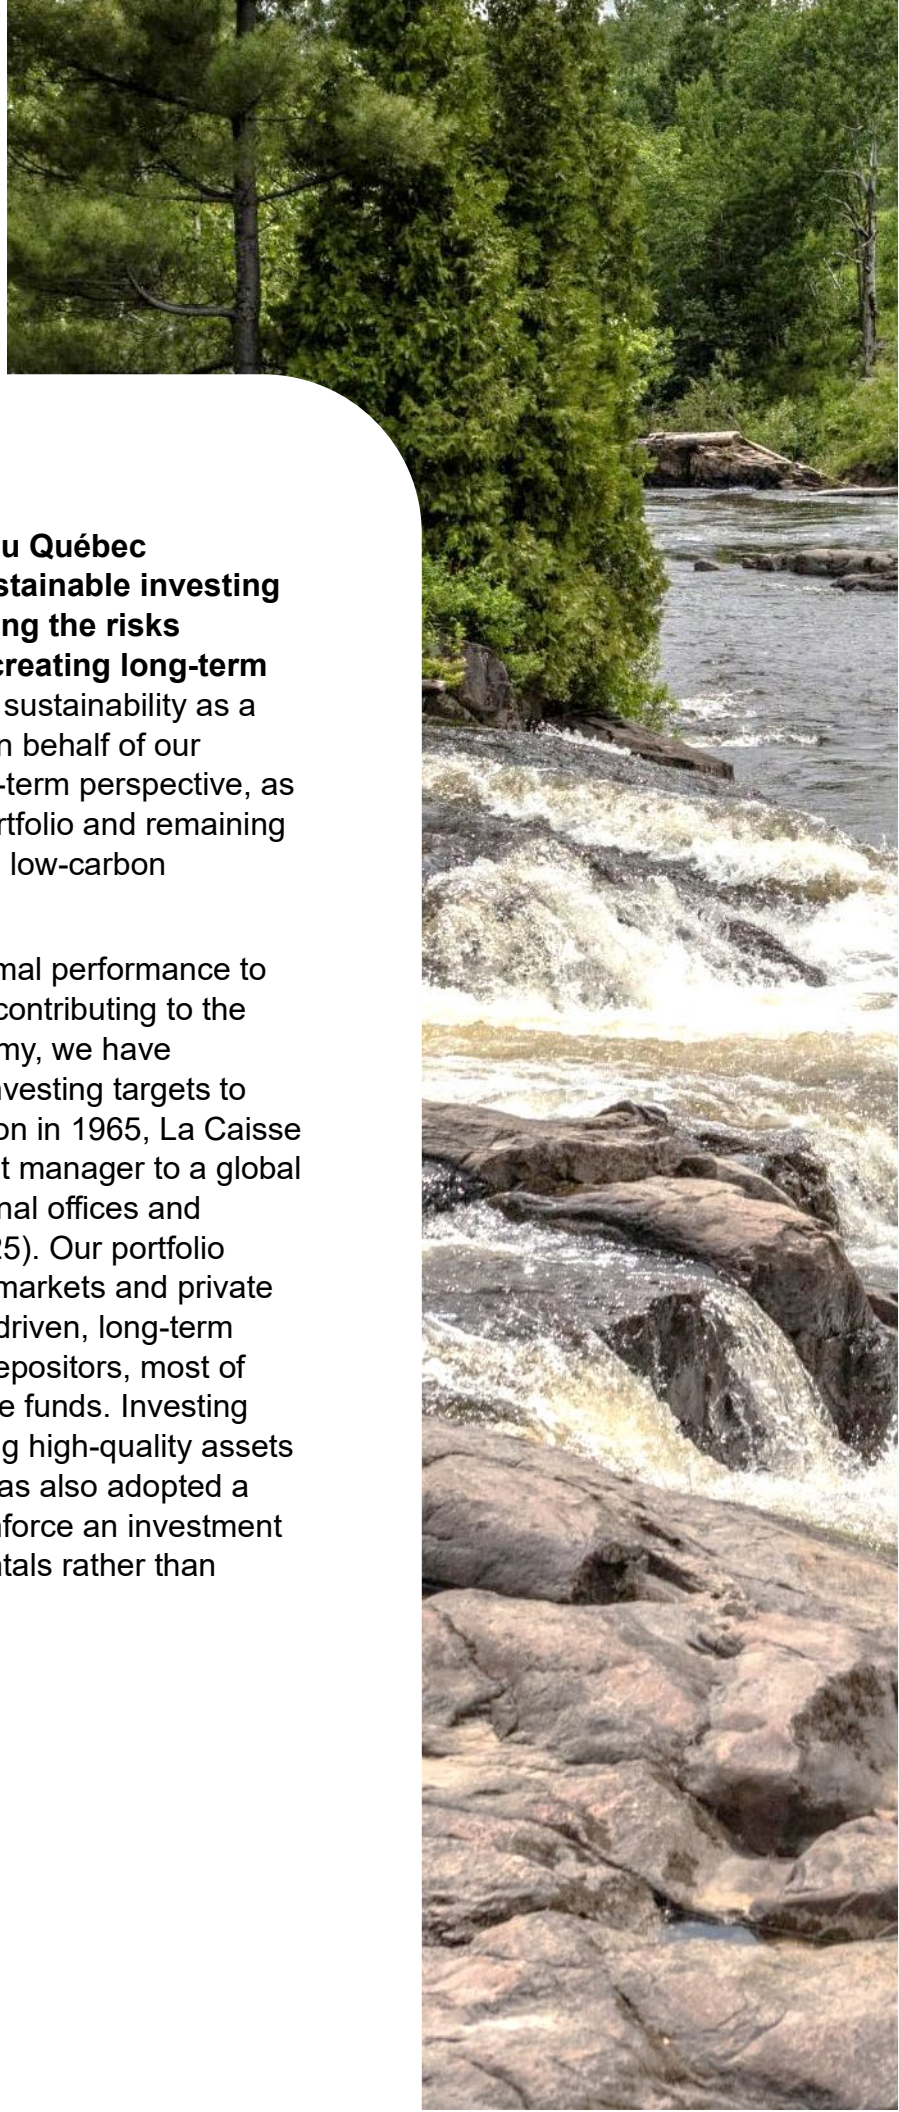 u Québec
stainable investing
ng the risks
creating long-term
sustainability as a
n behalf of our
-term perspective, as
rtfolio and remaining
low-carbon
mal performance to
contributing to the
my, we have
nvesting targets to
on in 1965, La Caisse
t manager to a global
nal offices and
25). Our portfolio
markets and private
driven, long-term
epositors, most of
e funds. Investing
g high-quality assets
as also adopted a
nforce an investment
ntals rather than